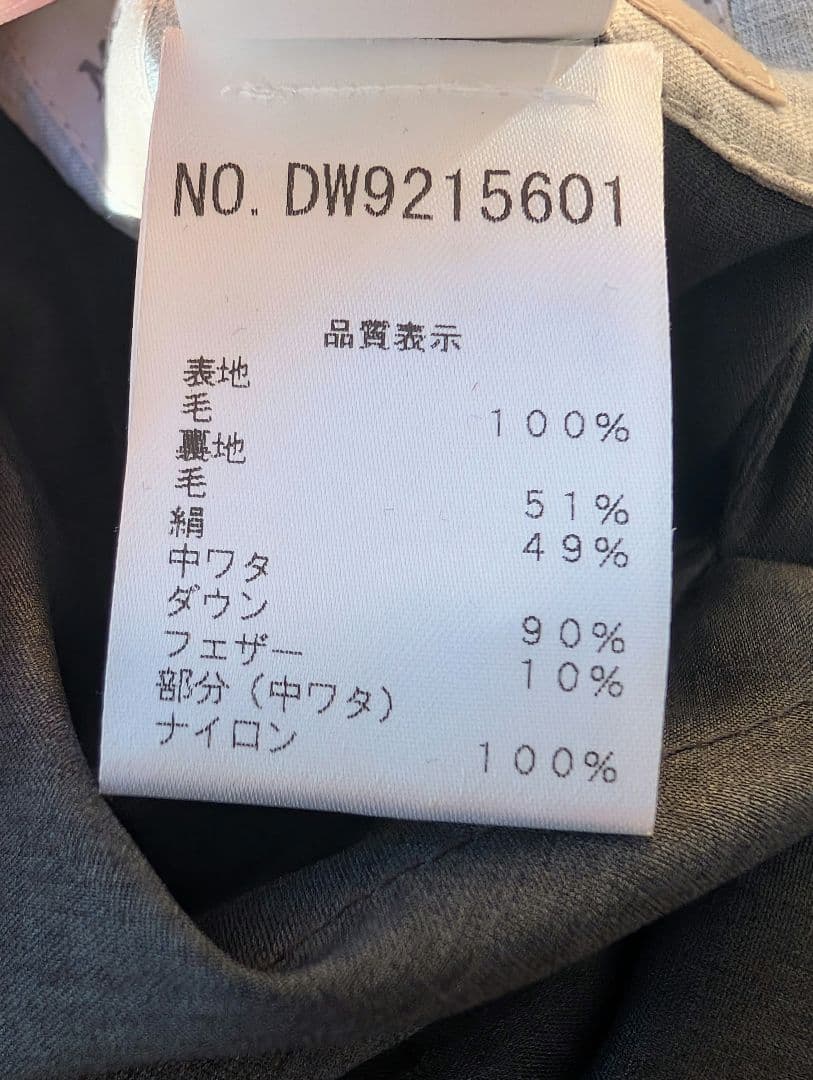 NO. DW9215601
品質表示
表地
毛 100%
裏地
毛 51%
絹 49%
中ワタ
ダウン 90%
フェザー 10%
部分(中ワタ)
ナイロン 100%